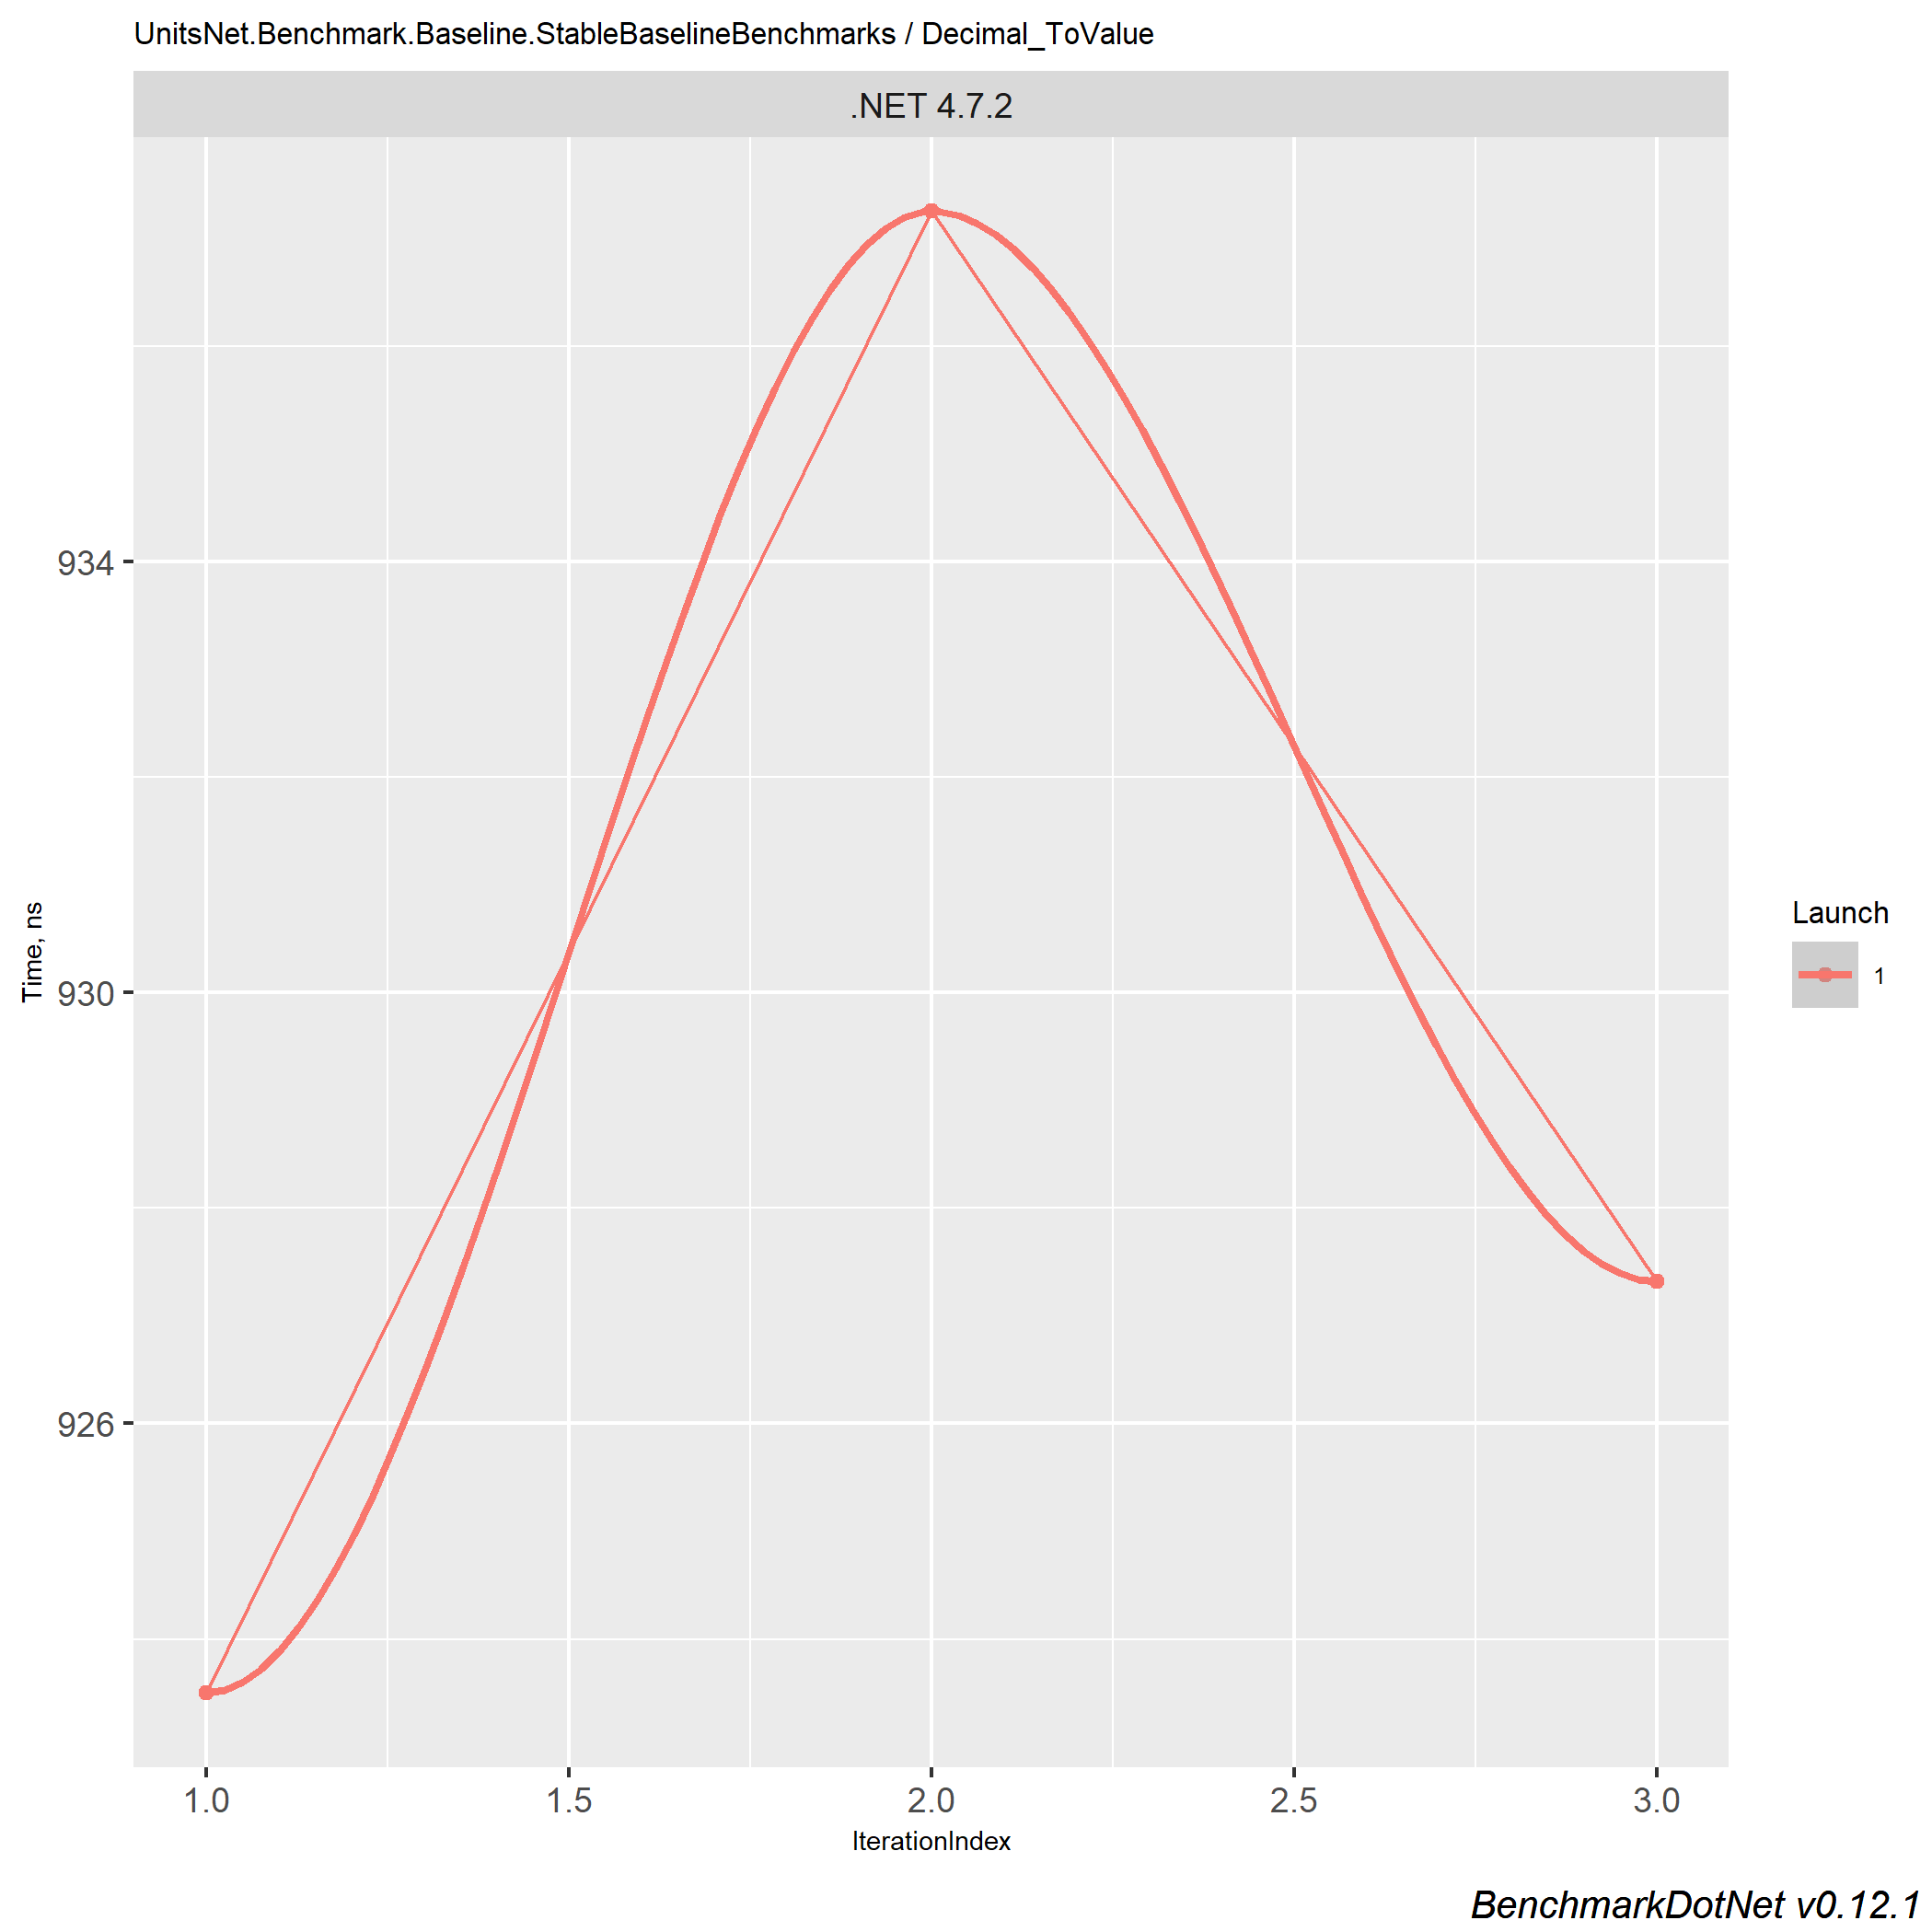 UnitsNet.Benchmark.Baseline.StableBaselineBenchmarks / Decimal_ToValue
.NET 4.7.2
934
930
926
Time, ns
1.0 1.5 2.0 2.5 3.0
IterationIndex
Launch
1
BenchmarkDotNet v0.12.1